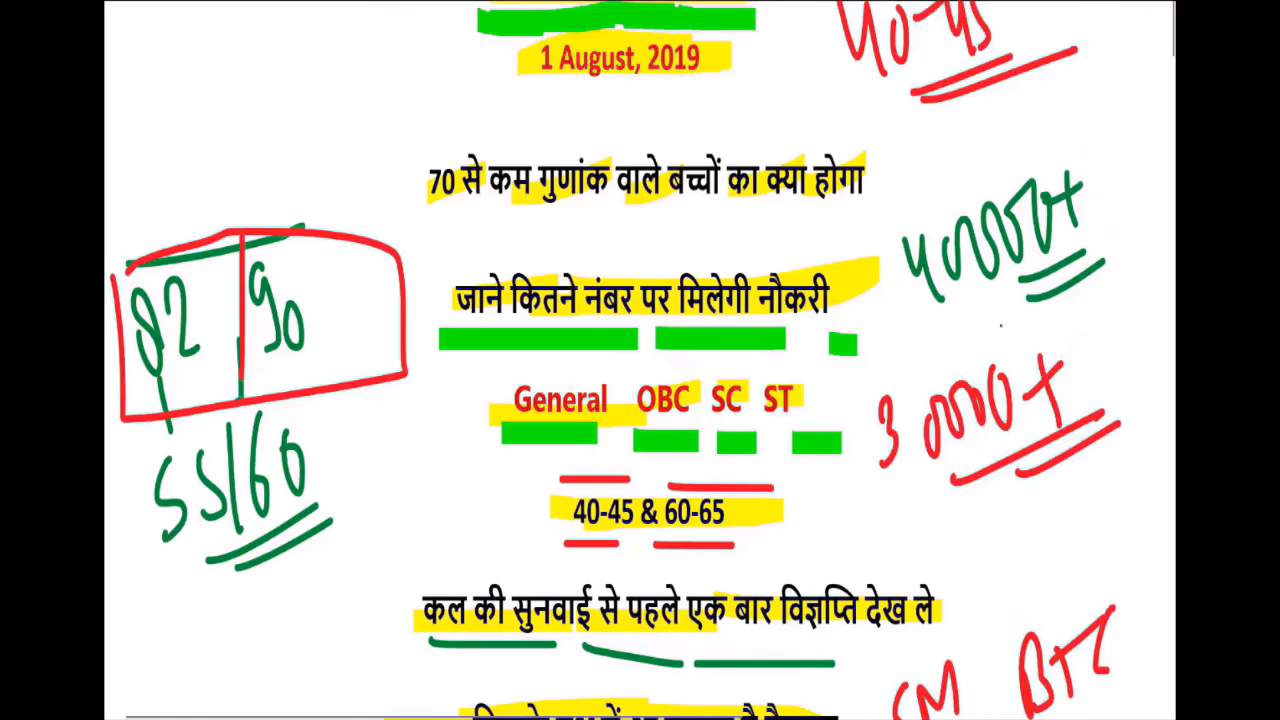 40-45
1 August, 2019
70 से कम गुणांक वाले बच्चों का क्या होगा
जाने कितने नंबर पर मिलेगी नौकरी
40000+
82 90
General OBC SC ST
30000+
55/60
40-45 & 60-65
कल की सुनवाई से पहले एक बार विज्ञप्ति देख ले
SM BTC